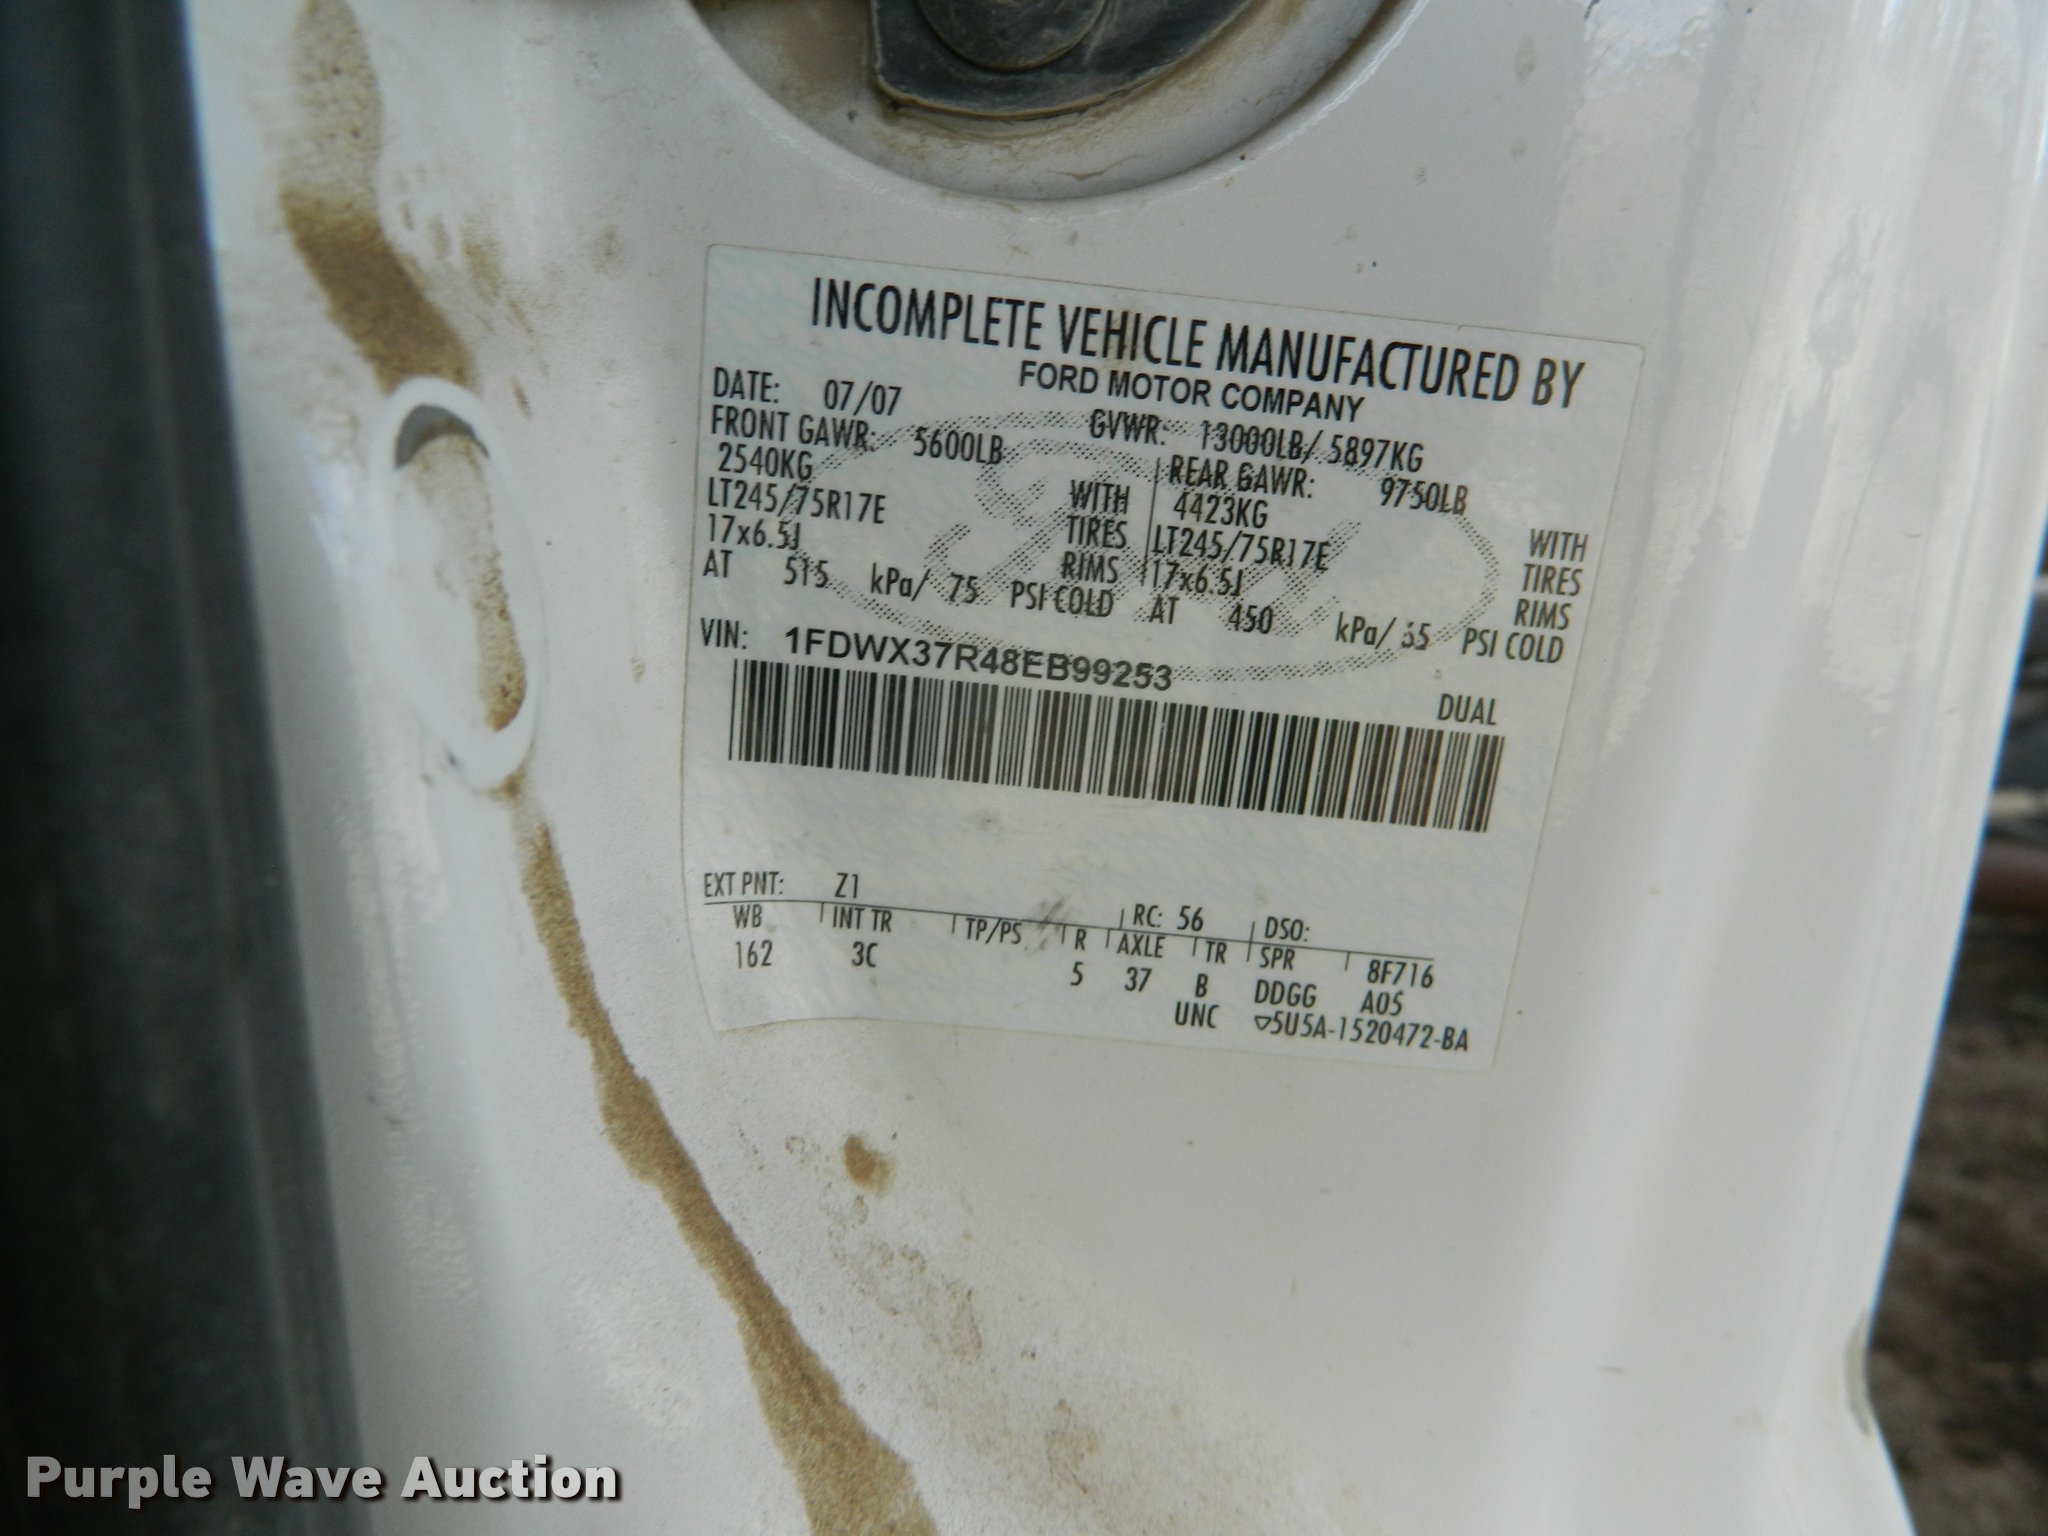 INCOMPLETE VEHICLE MANUFACTURED BY
FORD MOTOR COMPANY
DATE: 07/07 GVWR: 13000LB/ 5897KG
FRONT GAWR: 5600LB REAR GAWR: 9750LB
2540KG WITH 4423KG WITH
LT245/75R17E TIRES LT245/75R17E TIRES
17x6.5J RIMS 17x6.5J RIMS
AT 515 kPa/ 75 PSI COLD AT 450 kPa/ 65 PSI COLD
VIN: 1FDWX37R48EB99253
DUAL
EXT PNT: Z1 RC: 56 DSO:
WB INT TR TP/PS R AXLE TR SPR 8F716
162 3C 5 37 B DDGG A05
UNC ▽5U5A-1520472-BA
Purple Wave Auction